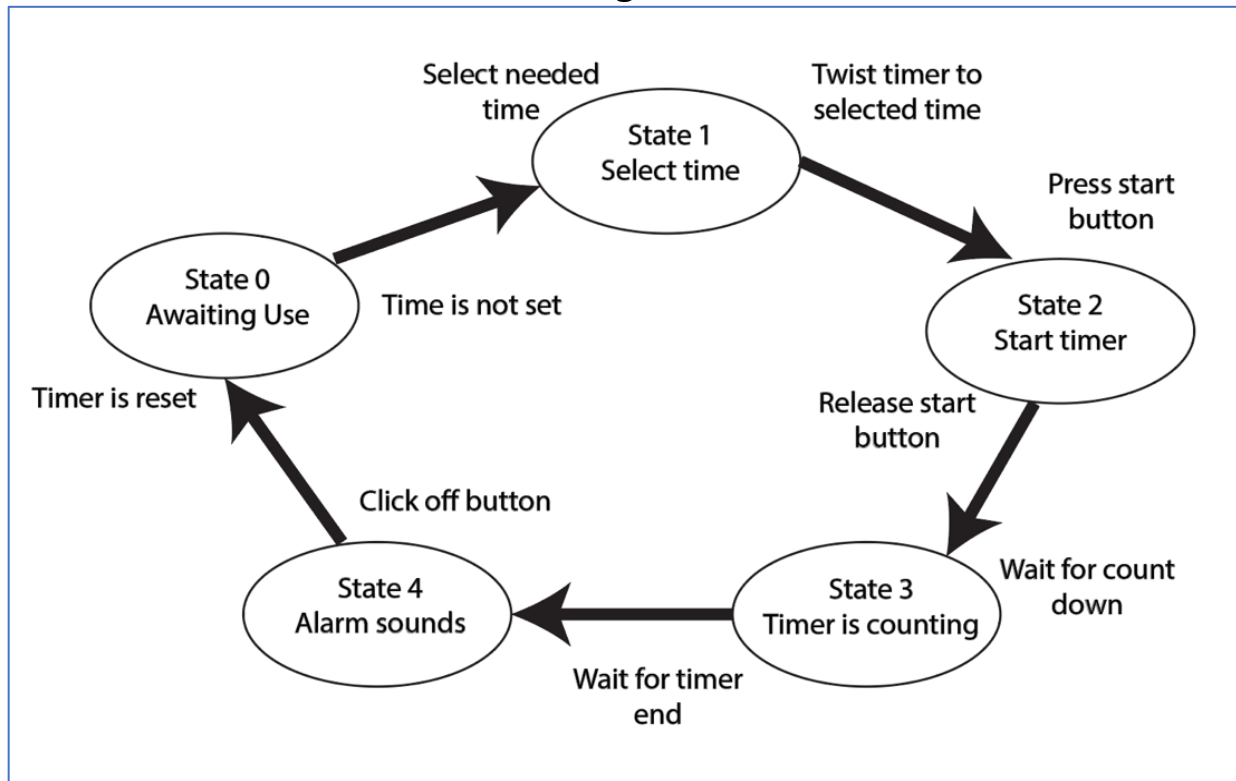 Select needed
time
Twist timer to
selected time
State 1
Select time
Press start
button
State 0
Awaiting Use
Time is not set
State 2
Start timer
Timer is reset
Release start
button
Click off button
State 4
Alarm sounds
State 3
Timer is counting
Wait for count
down
Wait for timer
end